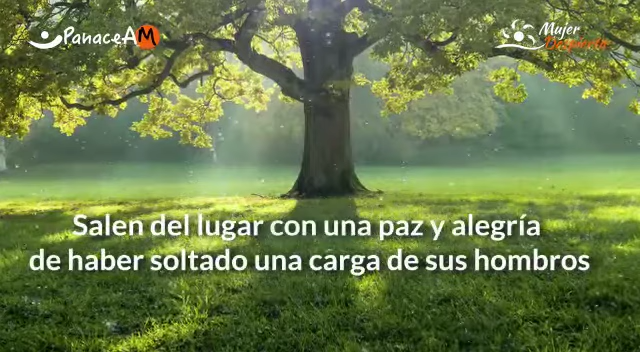 PanaceAM
Mujer
Despierta
Salen del lugar con una paz y alegría
de haber soltado una carga de sus hombros